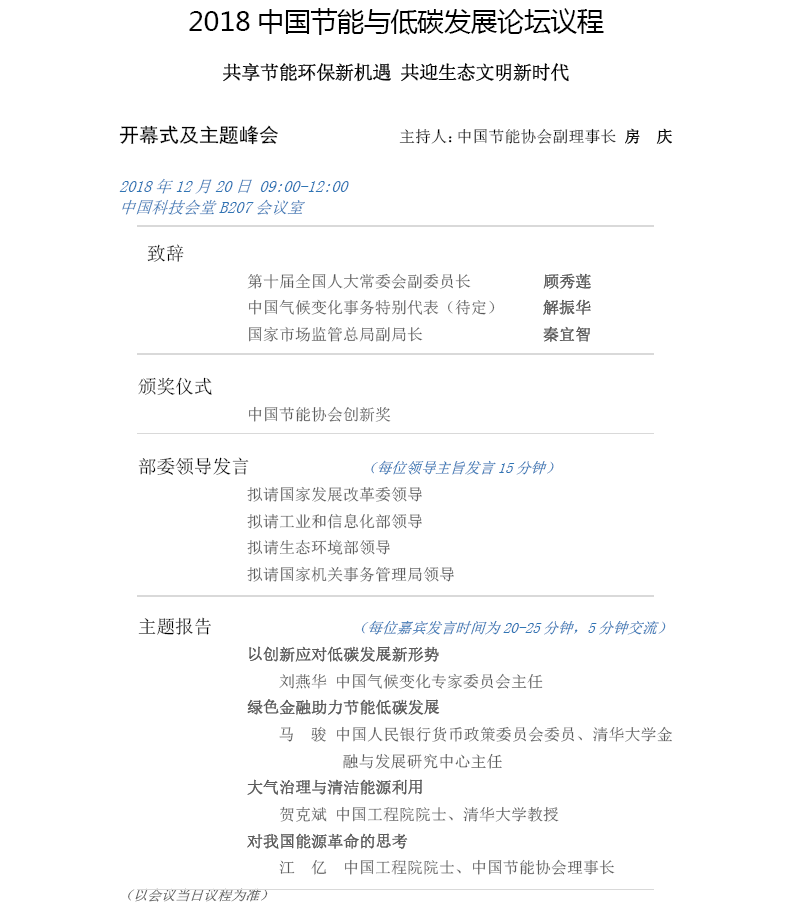 2018 中国节能与低碳发展论坛议程
共享节能环保新机遇 共迎生态文明新时代
开幕式及主题峰会 主持人：中国节能协会副理事长 房 庆
2018 年 12 月 20 日 09:00-12:00
中国科技会堂 B207 会议室
致辞
第十届全国人大常委会副委员长 顾秀莲
中国气候变化事务特别代表（待定） 解振华
国家市场监管总局副局长 秦宜智
颁奖仪式
中国节能协会创新奖
部委领导发言 （每位领导主旨发言 15 分钟）
拟请国家发展改革委领导
拟请工业和信息化部领导
拟请生态环境部领导
拟请国家机关事务管理局领导
主题报告 （每位嘉宾发言时间为 20-25 分钟，5 分钟交流）
以创新应对低碳发展新形势
刘燕华 中国气候变化专家委员会主任
绿色金融助力节能低碳发展
马 骏 中国人民银行货币政策委员会委员、清华大学金
融与发展研究中心主任
大气治理与清洁能源利用
贺克斌 中国工程院院士、清华大学教授
对我国能源革命的思考
江 亿 中国工程院院士、中国节能协会理事长
（以会议当日议程为准）